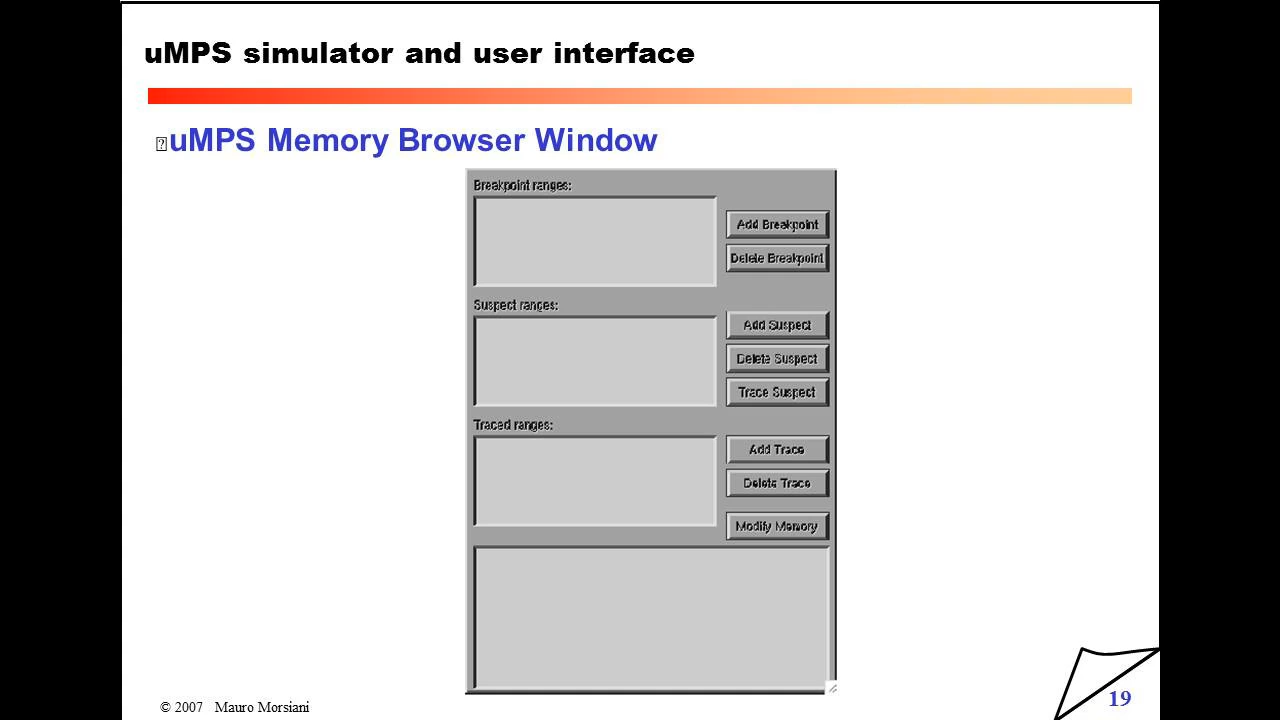 uMPS simulator and user interface
uMPS Memory Browser Window
Breakpoint ranges:
Add Breakpoint
Delete Breakpoint
Suspect ranges:
Add Suspect
Delete Suspect
Trace Suspect
Traced ranges:
Add Trace
Delete Trace
Modify Memory
© 2007 Mauro Morsiani
19